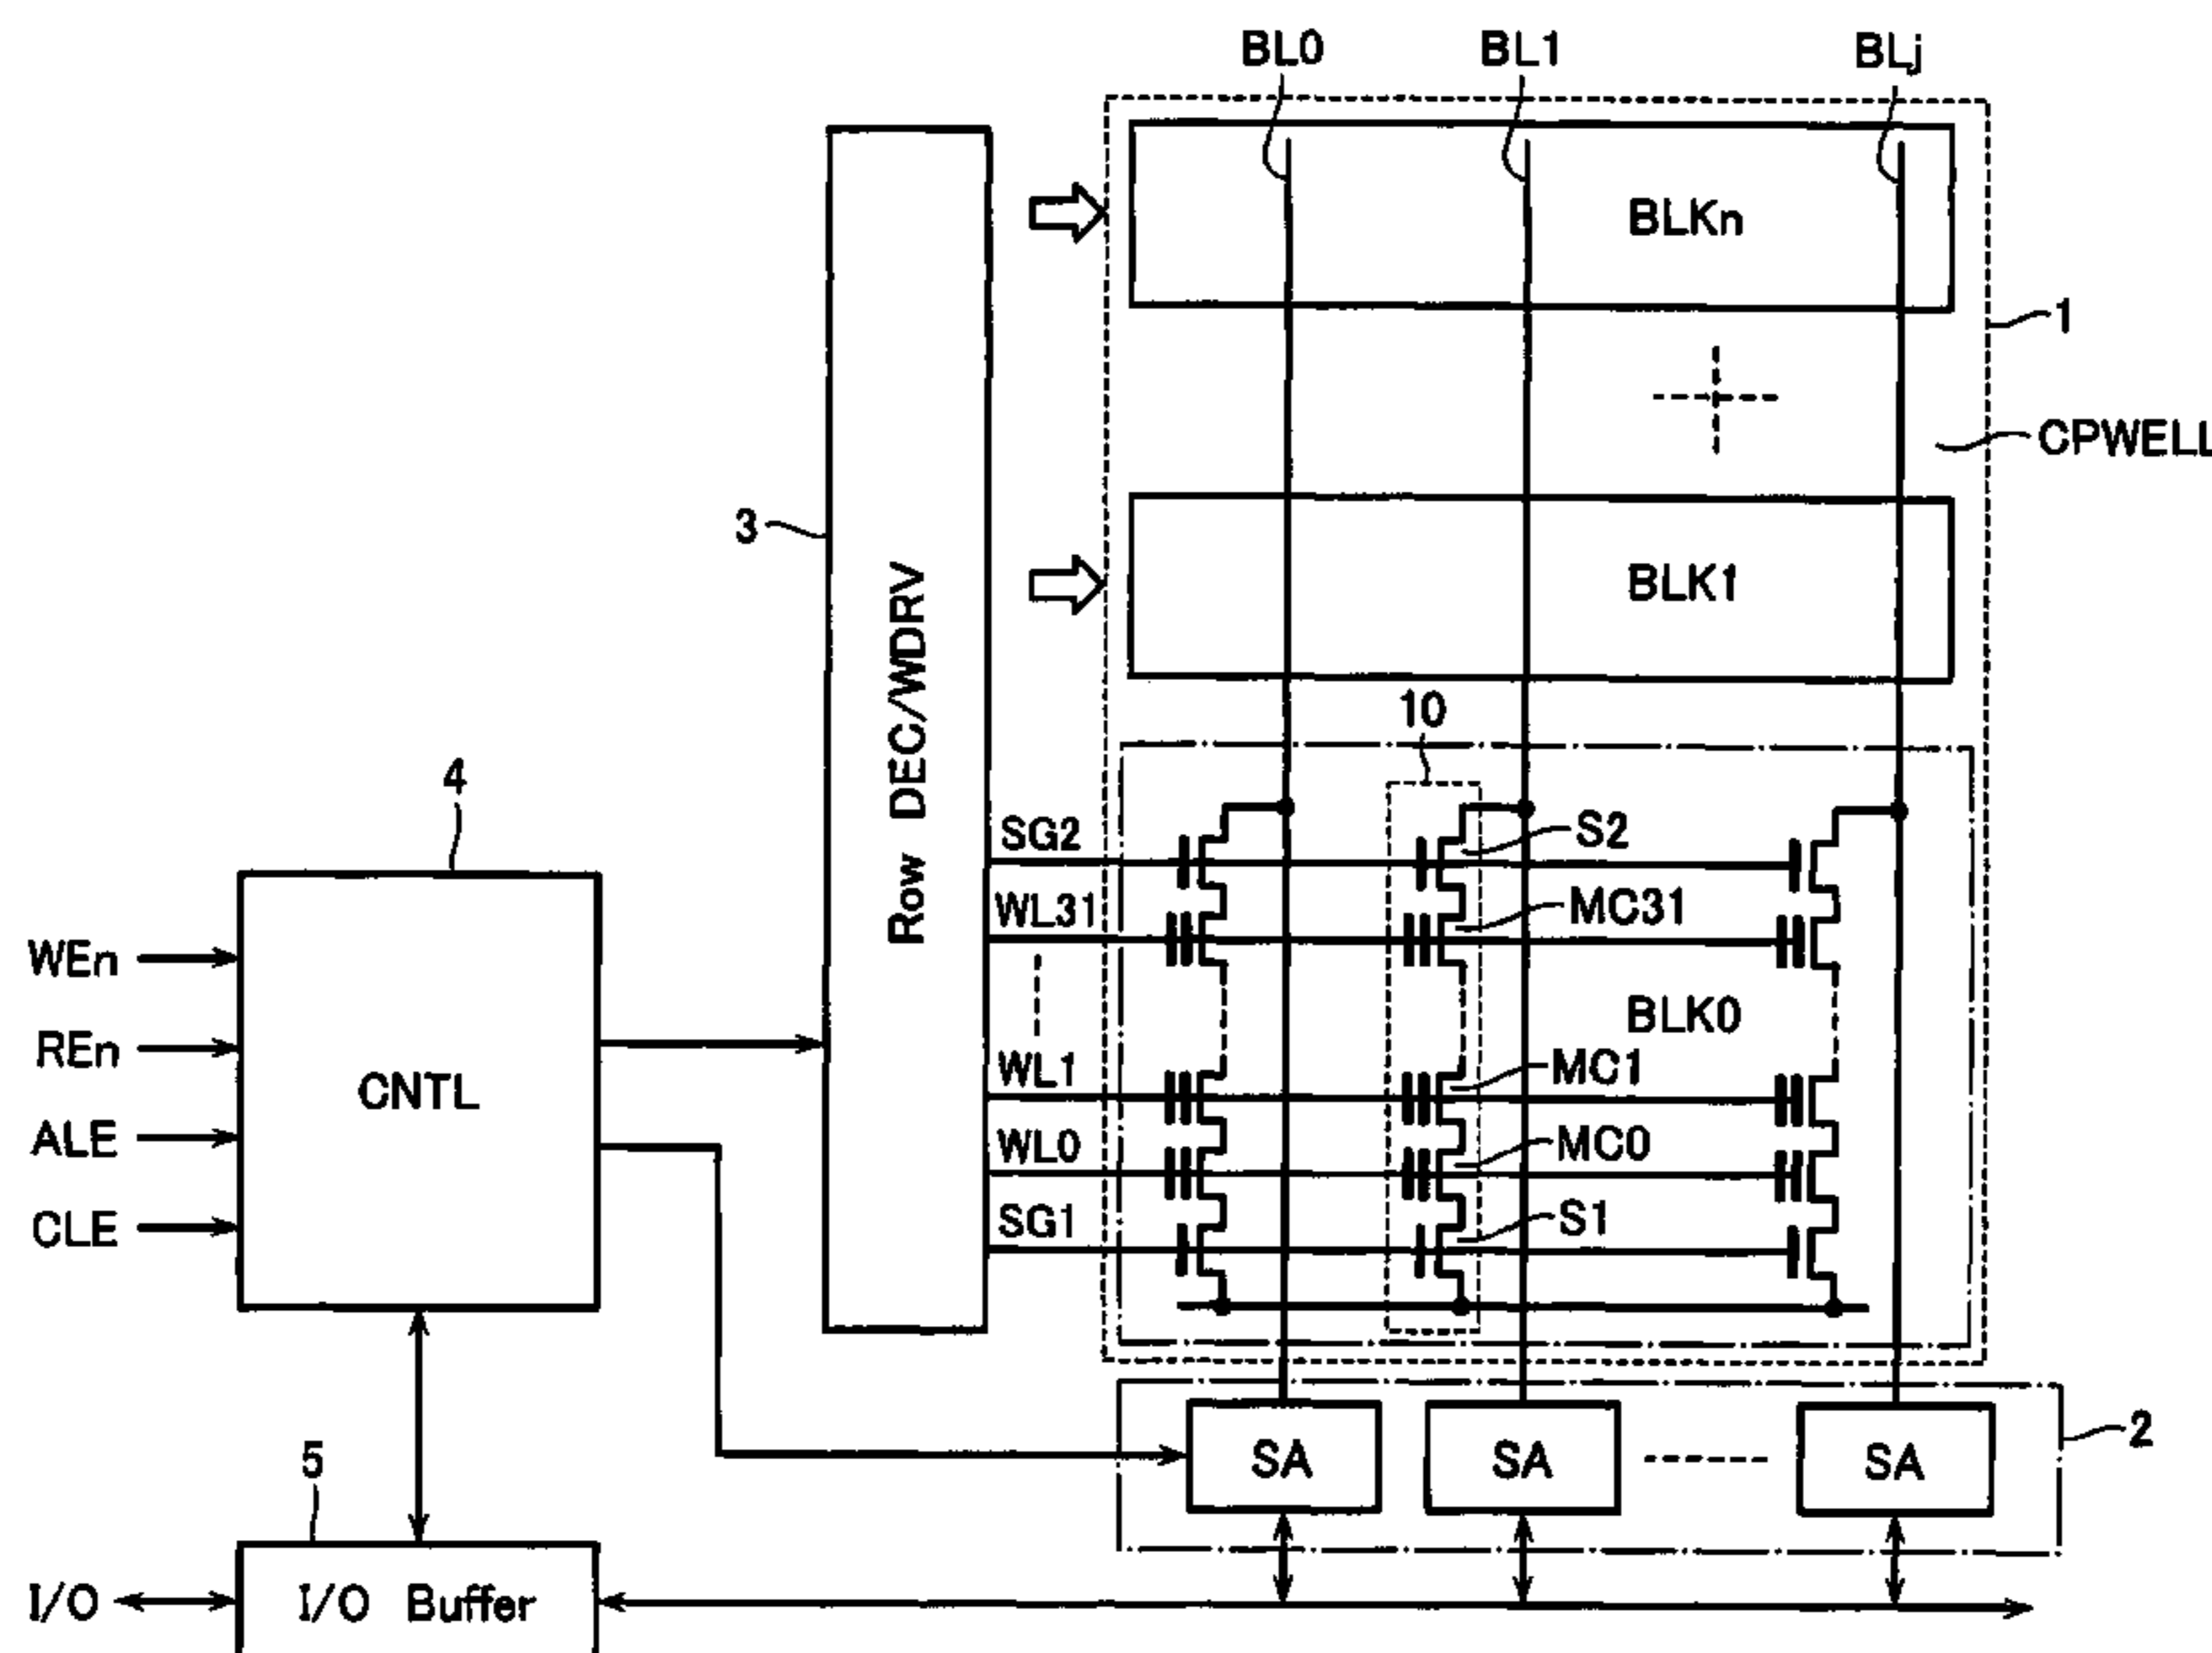 BL0
BL1
BLj
BLKn
1
CPWELL
3
Row DEC/WDRV
BLK1
10
4
SG2
S2
WL31
MC31
WEn
REn
ALE
CLE
CNTL
BLK0
WL1
MC1
WL0
MC0
SG1
S1
SA
SA
SA
2
5
I/O
I/O Buffer